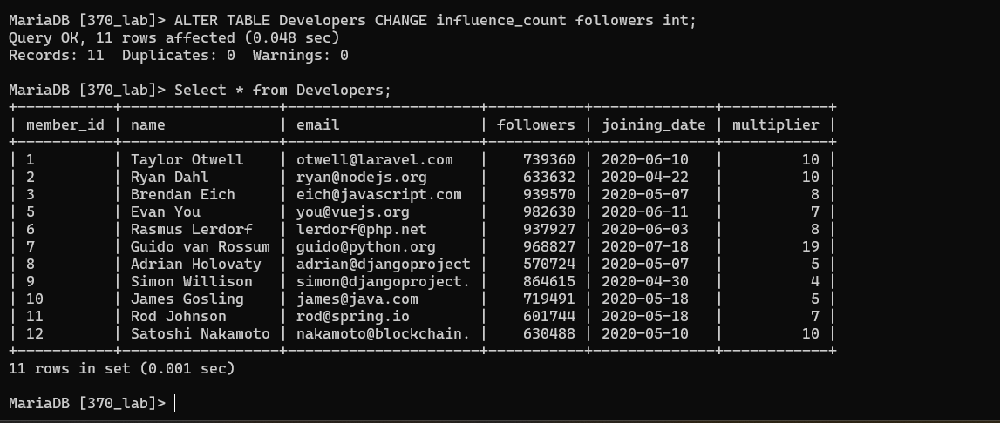 MariaDB [370_lab]> ALTER TABLE Developers CHANGE influence_count followers int;
Query OK, 11 rows affected (0.048 sec)
Records: 11  Duplicates: 0  Warnings: 0

MariaDB [370_lab]> Select * from Developers;
+-----------+------------------+----------------------+-----------+--------------+------------+
| member_id | name             | email                | followers | joining_date | multiplier |
+-----------+------------------+----------------------+-----------+--------------+------------+
| 1         | Taylor Otwell    | otwell@laravel.com   |    739360 | 2020-06-10   |         10 |
| 2         | Ryan Dahl        | ryan@nodejs.org      |    633632 | 2020-04-22   |         10 |
| 3         | Brendan Eich     | eich@javascript.com  |    939570 | 2020-05-07   |          8 |
| 5         | Evan You         | you@vuejs.org        |    982630 | 2020-06-11   |          7 |
| 6         | Rasmus Lerdorf   | lerdorf@php.net      |    937927 | 2020-06-03   |          8 |
| 7         | Guido van Rossum | guido@python.org     |    968827 | 2020-07-18   |         19 |
| 8         | Adrian Holovaty  | adrian@djangoproject |    570724 | 2020-05-07   |          5 |
| 9         | Simon Willison   | simon@djangoproject. |    864615 | 2020-04-30   |          4 |
| 10        | James Gosling    | james@java.com       |    719491 | 2020-05-18   |          5 |
| 11        | Rod Johnson      | rod@spring.io        |    601744 | 2020-05-18   |          7 |
| 12        | Satoshi Nakamoto | nakamoto@blockchain. |    630488 | 2020-05-10   |         10 |
+-----------+------------------+----------------------+-----------+--------------+------------+
11 rows in set (0.001 sec)

MariaDB [370_lab]>